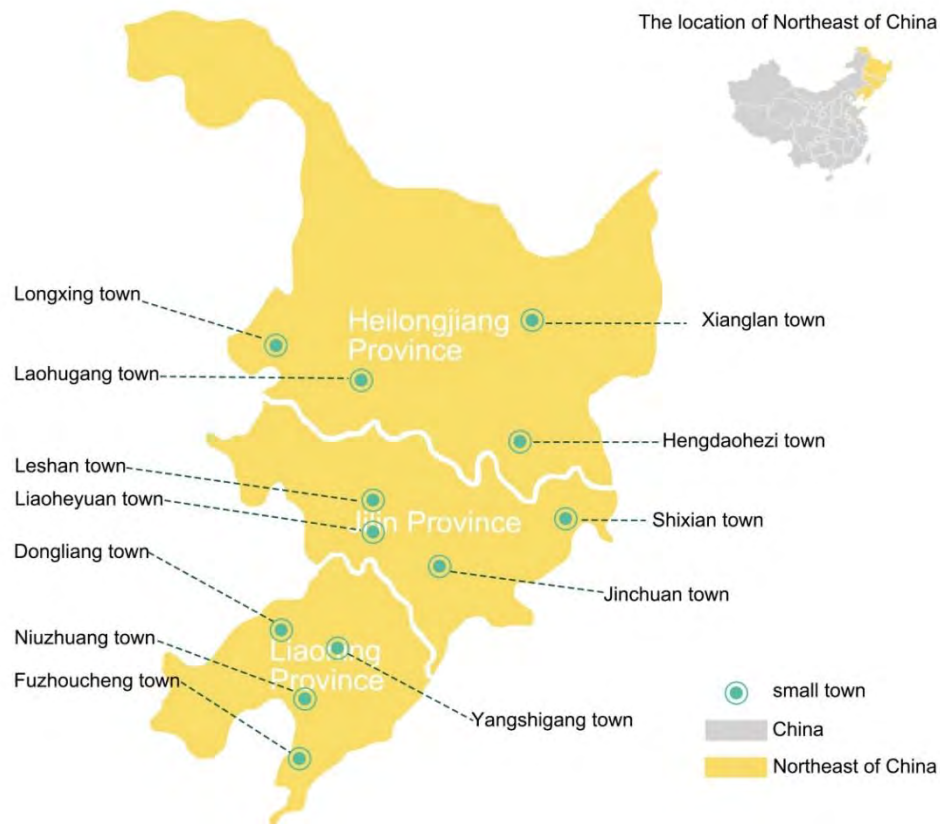 The location of Northeast of China
Longxing town
Heilongjiang
Province
Xianglan town
Laohugang town
Hengdaohezi town
Leshan town
Liaoheyuan town
Jilin Province
Shixian town
Dongliang town
Jinchuan town
Niuzhuang town
Liaoning
Province
Fuzhoucheng town
Yangshigang town
small town
China
Northeast of China